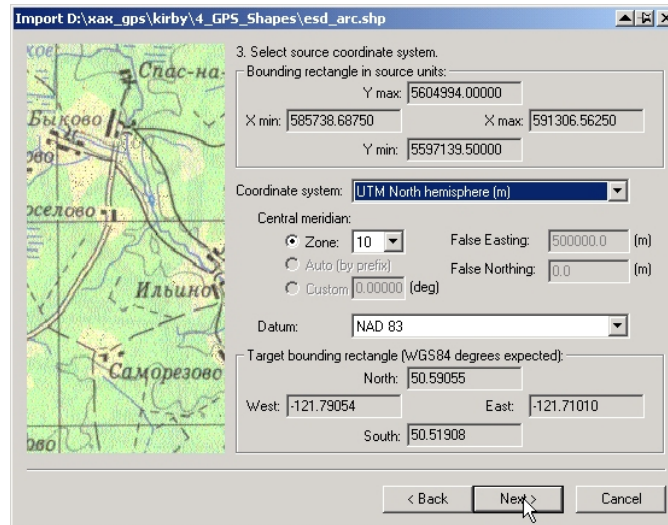 Import D:\xax_gps\kirby\4_GPS_Shapes\esd_arc.shp
кое
Спас-на-
Быково
ово
оселово
Ильино
Саморезово
ово
3. Select source coordinate system.
Bounding rectangle in source units:
Y max: 5604994.00000
X min: 585738.68750 X max: 591306.56250
Y min: 5597139.50000
Coordinate system: UTM North hemisphere (m)
Central meridian:
Zone: 10 False Easting: 500000.0 (m)
Auto (by prefix) False Northing: 0.0 (m)
Custom 0.00000 (deg)
Datum: NAD 83
Target bounding rectangle (WGS84 degrees expected):
North: 50.59055
West: -121.79054 East: -121.71010
South: 50.51908
< Back Next > Cancel